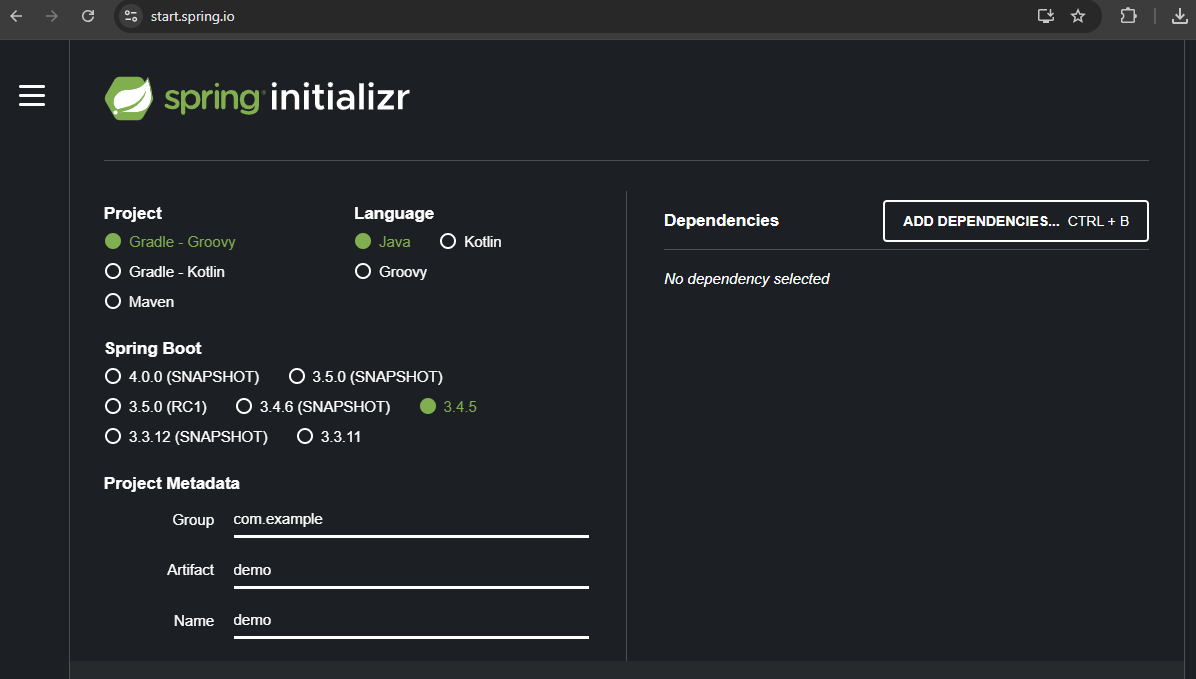 start.spring.io
spring initializr
Project
Gradle - Groovy
Gradle - Kotlin
Maven
Language
Java Kotlin
Groovy
Spring Boot
4.0.0 (SNAPSHOT) 3.5.0 (SNAPSHOT)
3.5.0 (RC1) 3.4.6 (SNAPSHOT) 3.4.5
3.3.12 (SNAPSHOT) 3.3.11
Project Metadata
Group com.example
Artifact demo
Name demo
Dependencies
ADD DEPENDENCIES... CTRL + B
No dependency selected